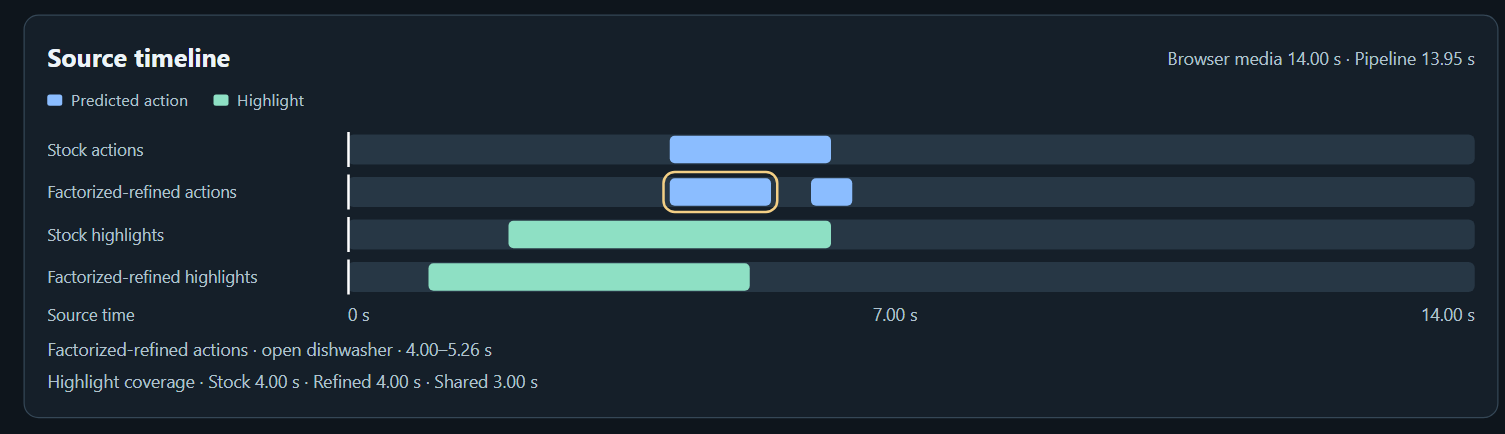 Source timeline
Browser media 14.00 s · Pipeline 13.95 s
Predicted action
Highlight
Stock actions
Factorized-refined actions
Stock highlights
Factorized-refined highlights
Source time
0 s
7.00 s
14.00 s
Factorized-refined actions · open dishwasher · 4.00–5.26 s
Highlight coverage · Stock 4.00 s · Refined 4.00 s · Shared 3.00 s